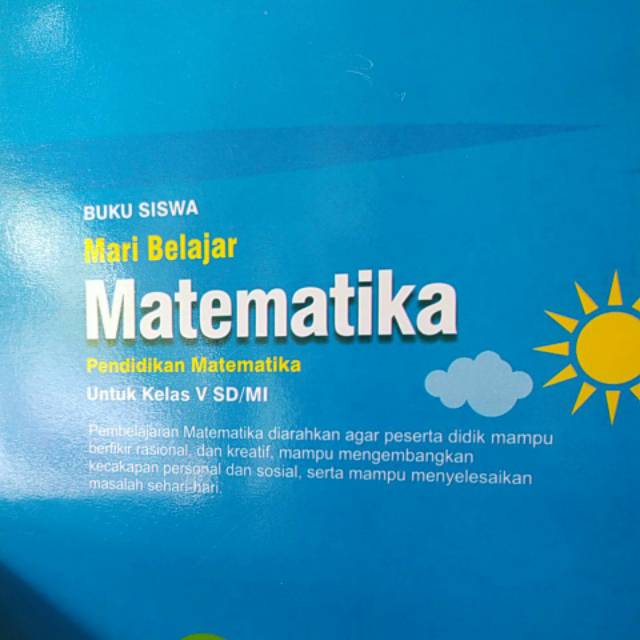 BUKU SISWA
Mari Belajar
Matematika
Pendidikan Matematika
Untuk Kelas V SD/MI
Pembelajaran Matematika diarahkan agar peserta didik mampu
berfikir rasional, dan kreatif, mampu mengembangkan
kecakapan personal dan sosial, serta mampu menyelesaikan
masalah sehari-hari.